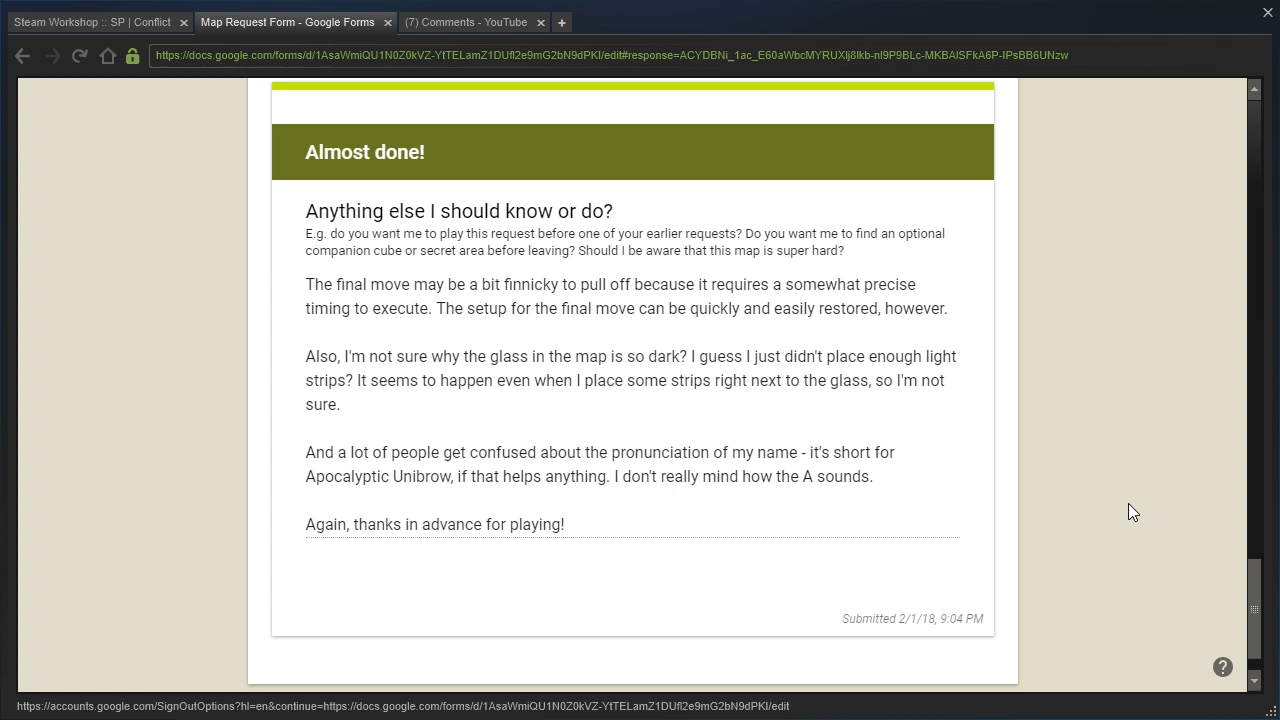 Steam Workshop :: SP | Conflict
Map Request Form - Google Forms
(7) Comments - YouTube
https://docs.google.com/forms/d/1AsaWmiQU1N0Z0kVZ-YtTELamZ1DUfl2e9mG2bN9dPKI/edit#response=ACYDBNi_1ac_E60aWbcMYRUXlj8lkb-nl9P9BLc-MKBAlSFkA6P-IPsBB6UNzw
Almost done!
Anything else I should know or do?
E.g. do you want me to play this request before one of your earlier requests? Do you want me to find an optional
companion cube or secret area before leaving? Should I be aware that this map is super hard?
The final move may be a bit finnicky to pull off because it requires a somewhat precise
timing to execute. The setup for the final move can be quickly and easily restored, however.
Also, I'm not sure why the glass in the map is so dark? I guess I just didn't place enough light
strips? It seems to happen even when I place some strips right next to the glass, so I'm not
sure.
And a lot of people get confused about the pronunciation of my name - it's short for
Apocalyptic Unibrow, if that helps anything. I don't really mind how the A sounds.
Again, thanks in advance for playing!
Submitted 2/1/18, 9:04 PM
?
https://accounts.google.com/SignOutOptions?hl=en&continue=https://docs.google.com/forms/d/1AsaWmiQU1N0Z0kVZ-YtTELamZ1DUfl2e9mG2bN9dPKI/edit